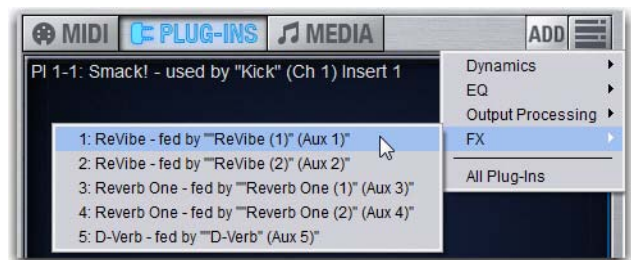 MIDI PLUG-INS MEDIA ADD
PI 1-1: Smack! - used by "Kick" (Ch 1) Insert 1
Dynamics
EQ
Output Processing
FX
All Plug-Ins
1: ReVibe - fed by ""ReVibe (1)" (Aux 1)"
2: ReVibe - fed by ""ReVibe (2)" (Aux 2)"
3: Reverb One - fed by ""Reverb One (1)" (Aux 3)"
4: Reverb One - fed by ""Reverb One (2)" (Aux 4)"
5: D-Verb - fed by ""D-Verb" (Aux 5)"